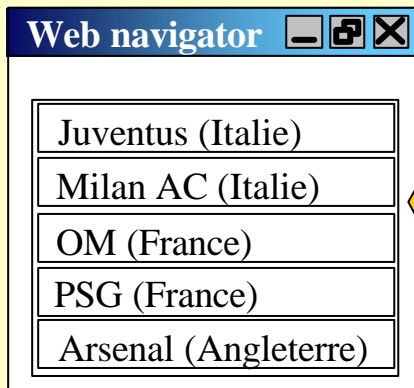 Web navigator
Juventus (Italie)
Milan AC (Italie)
OM (France)
PSG (France)
Arsenal (Angleterre)